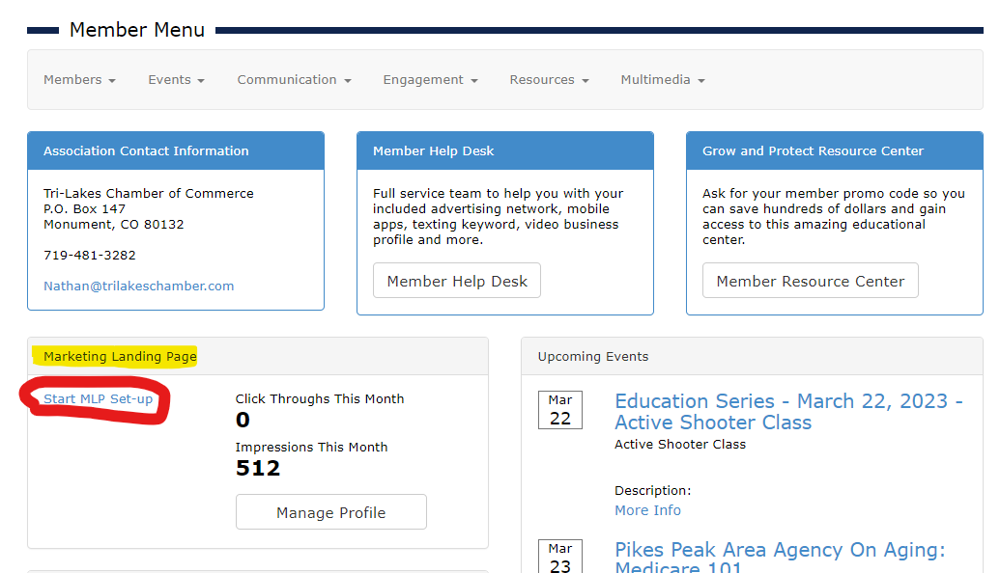 Member Menu
Members Events Communication Engagement Resources Multimedia
Association Contact Information
Tri-Lakes Chamber of Commerce
P.O. Box 147
Monument, CO 80132
719-481-3282
Nathan@trilakeschamber.com
Member Help Desk
Full service team to help you with your
included advertising network, mobile
apps, texting keyword, video business
profile and more.
Member Help Desk
Grow and Protect Resource Center
Ask for your member promo code so you
can save hundreds of dollars and gain
access to this amazing educational
center.
Member Resource Center
Marketing Landing Page
Start MLP Set-up
Click Throughs This Month
0
Impressions This Month
512
Manage Profile
Upcoming Events
Mar
22
Education Series - March 22, 2023 -
Active Shooter Class
Active Shooter Class
Description:
More Info
Mar
23
Pikes Peak Area Agency On Aging:
Medicare 101